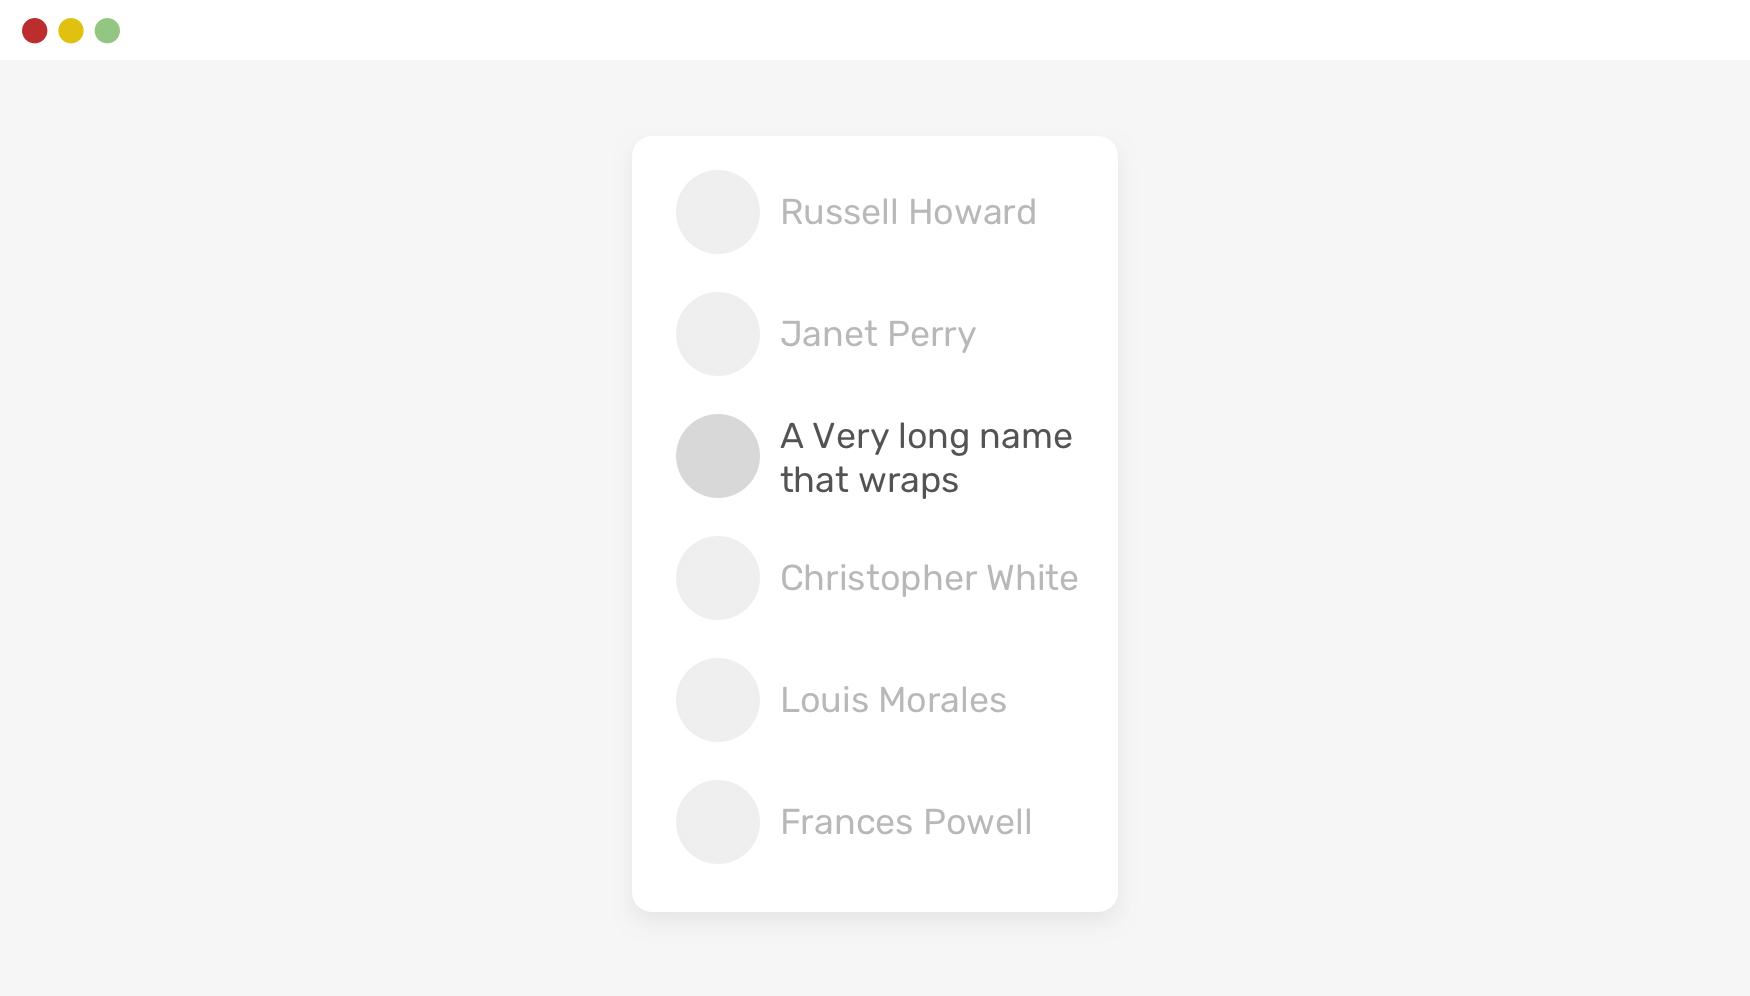 Russell Howard
Janet Perry
A Very long name
that wraps
Christopher White
Louis Morales
Frances Powell